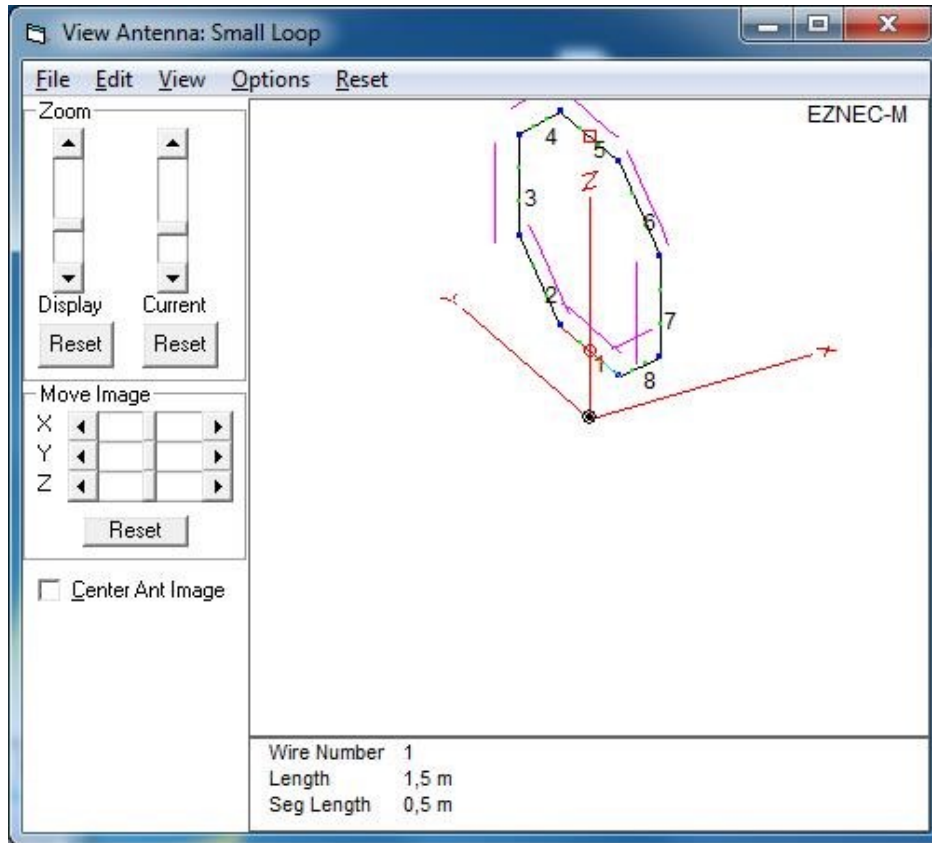 View Antenna: Small Loop
File Edit View Options Reset
Zoom
Display Current
Reset Reset
Move Image
X
Y
Z
Reset
Center Ant Image
EZNEC-M
4
5
Z
3
6
Y
2
7
X
1
8
Wire Number 1
Length 1,5 m
Seg Length 0,5 m